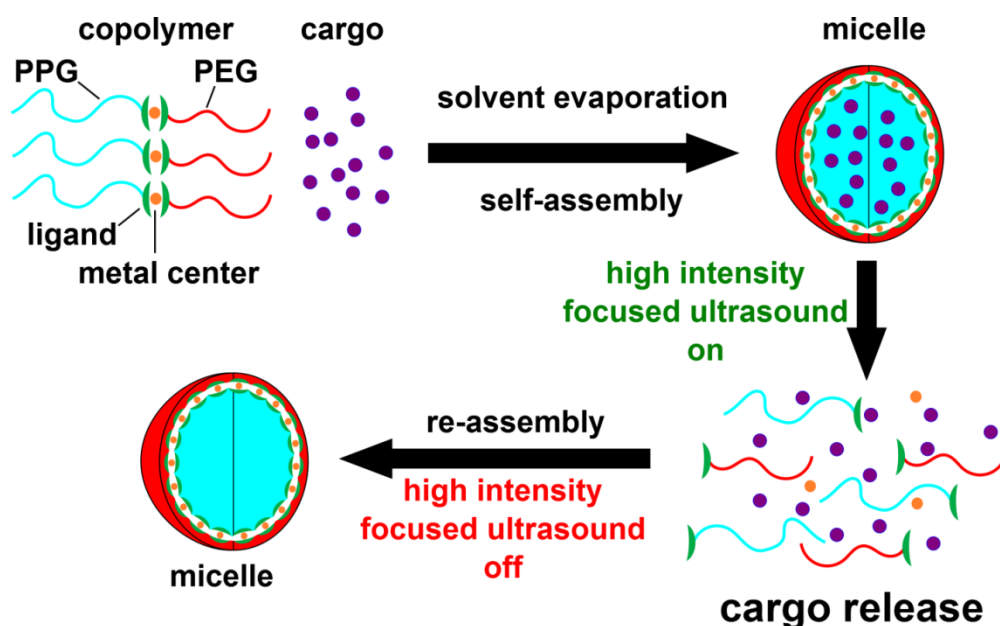 copolymer
cargo
micelle
PPG
PEG
solvent evaporation
self-assembly
ligand
metal center
high intensity
focused ultrasound
on
re-assembly
high intensity
focused ultrasound
off
micelle
cargo release